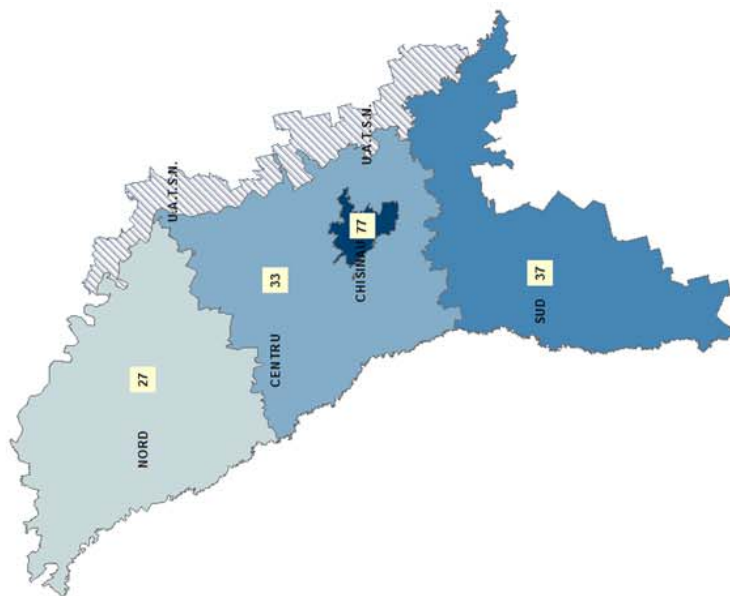 U.A.T.S.N.
27
NORD
33
CENTRU
U.A.T.S.N.
77
CHISINAU
37
SUD